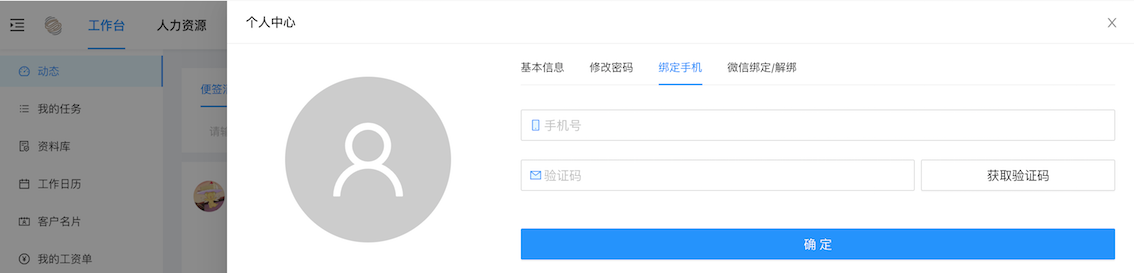 工作台
人力资源
个人中心
动态
我的任务
资料库
工作日历
客户名片
我的工资单
便签
请输
基本信息
修改密码
绑定手机
微信绑定/解绑
手机号
验证码
获取验证码
确 定